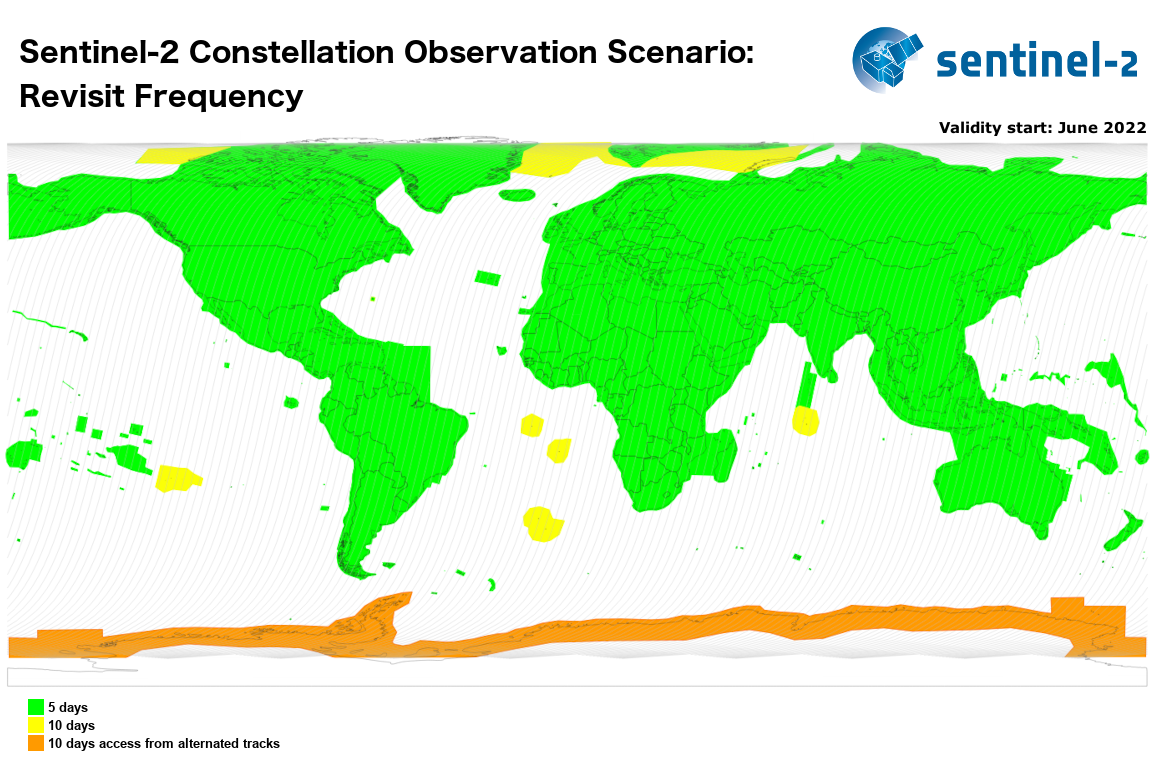 Sentinel-2 Constellation Observation Scenario:
Revisit Frequency
sentinel-2
Validity start: June 2022
5 days
10 days
10 days access from alternated tracks